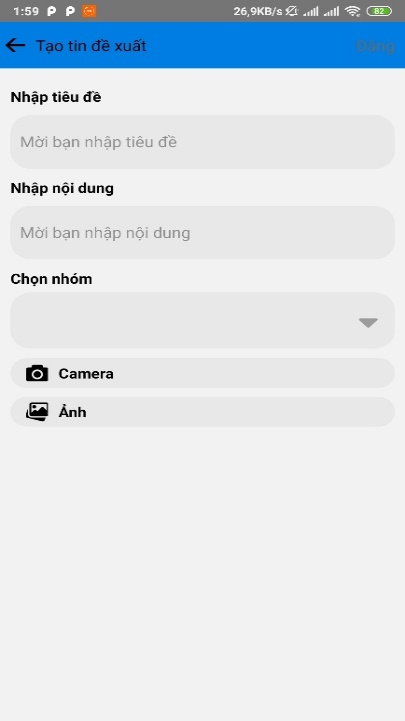 1:59 P P 26,9KB/s 82
Tạo tin đề xuất Đăng
Nhập tiêu đề
Mời bạn nhập tiêu đề
Nhập nội dung
Mời bạn nhập nội dung
Chọn nhóm
Camera
Ảnh